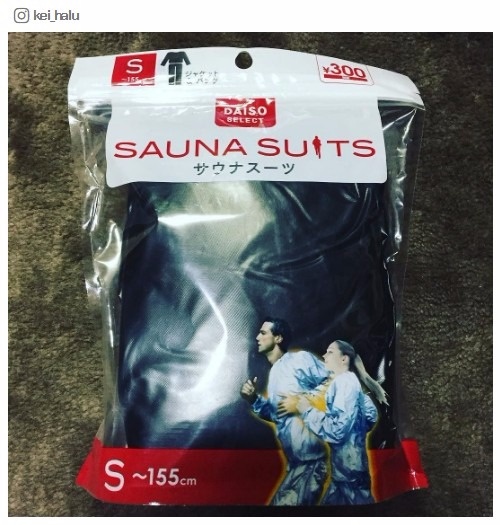 kei_halu
S
~155
ジャケット
パンツ
¥300
DAISO
SELECT
SAUNA SUITS
サウナスーツ
S ~155cm